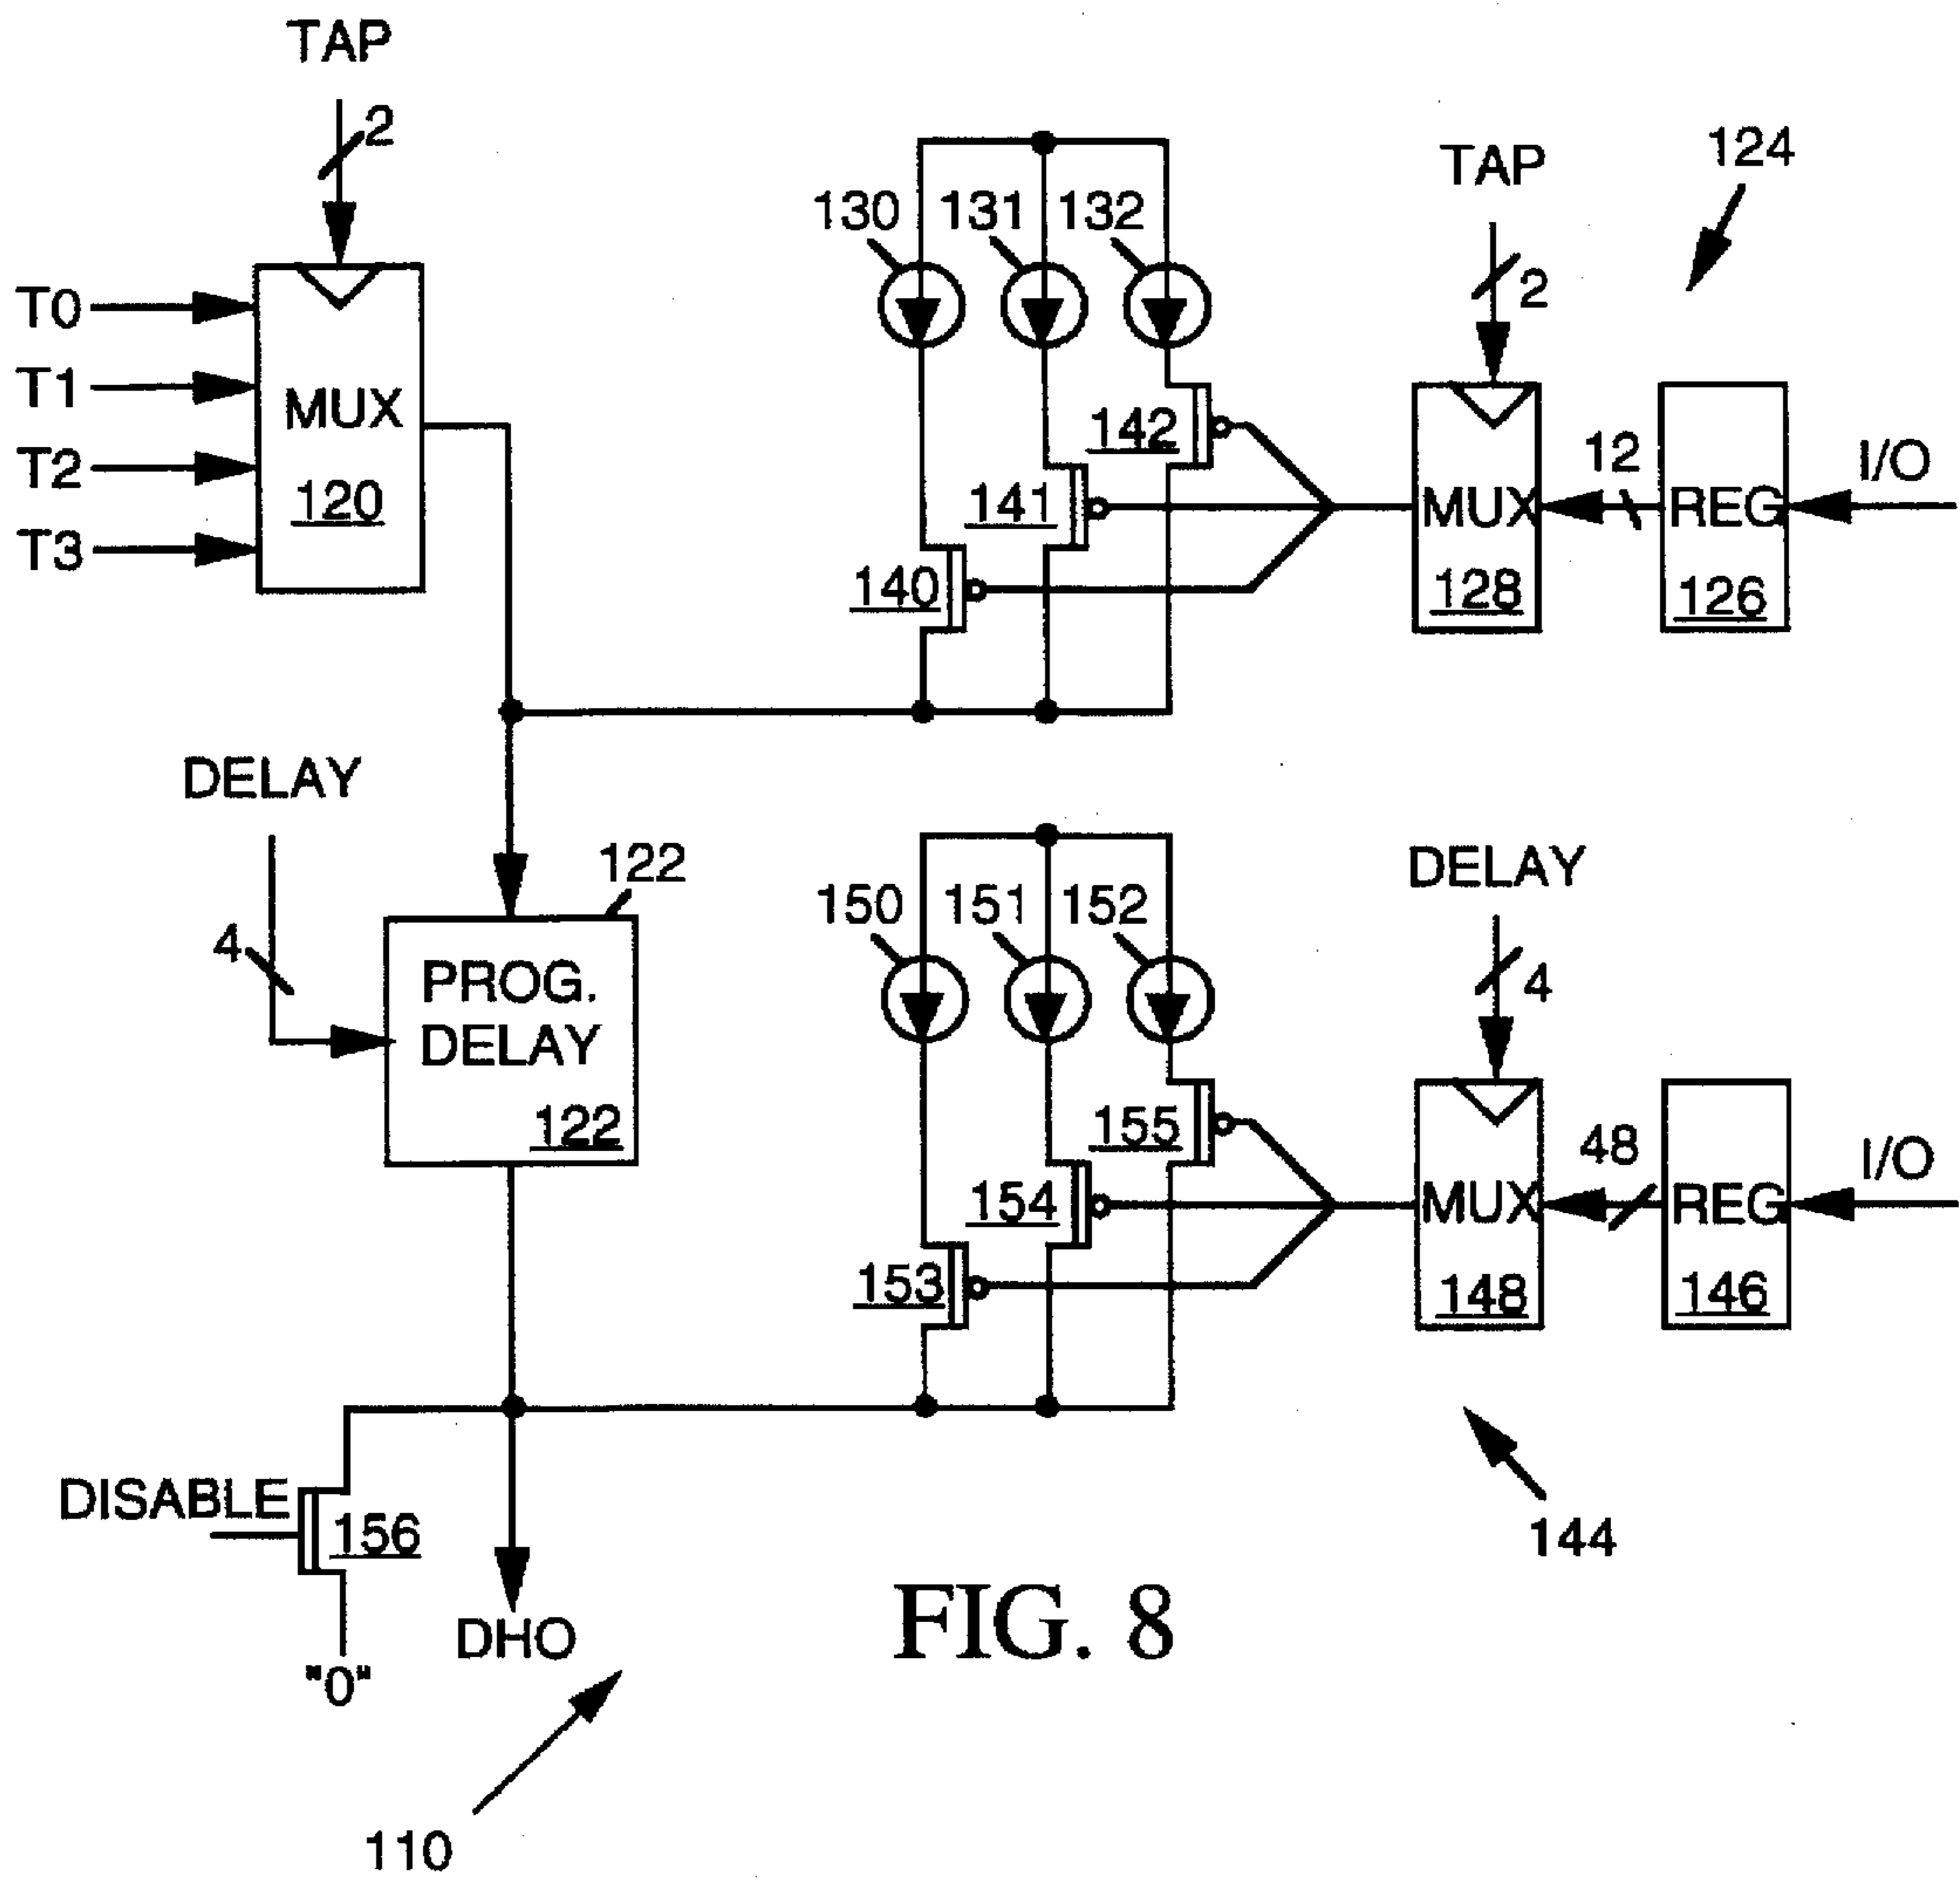 TAP
2
T0
T1
T2
T3
MUX
120
130
131
132
142
141
140
TAP
2
124
MUX
128
12
REG
126
I/O
DELAY
4
122
PROG.
DELAY
122
150
151
152
155
154
153
DELAY
4
MUX
148
48
REG
146
I/O
144
DISABLE
156
"0"
DHO
FIG. 8
110